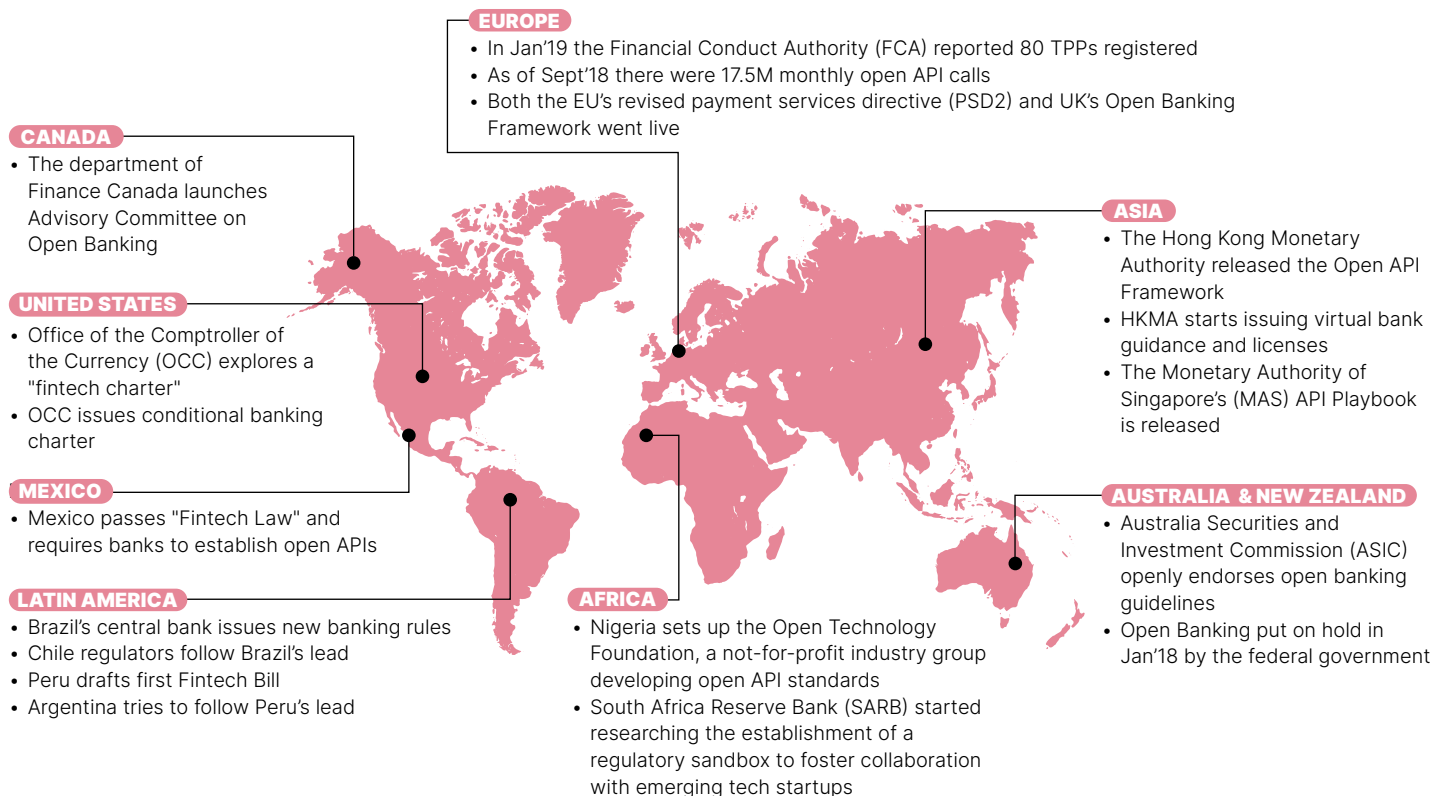 EUROPE
• In Jan’19 the Financial Conduct Authority (FCA) reported 80 TPPs registered
• As of Sept’18 there were 17.5M monthly open API calls
• Both the EU’s revised payment services directive (PSD2) and UK’s Open Banking
Framework went live
CANADA
• The department of
Finance Canada launches
Advisory Committee on
Open Banking
UNITED STATES
• Office of the Comptroller of
the Currency (OCC) explores a
"fintech charter"
• OCC issues conditional banking
charter
MEXICO
• Mexico passes "Fintech Law" and
requires banks to establish open APIs
LATIN AMERICA
• Brazil’s central bank issues new banking rules
• Chile regulators follow Brazil’s lead
• Peru drafts first Fintech Bill
• Argentina tries to follow Peru’s lead
AFRICA
• Nigeria sets up the Open Technology
Foundation, a not-for-profit industry group
developing open API standards
• South Africa Reserve Bank (SARB) started
researching the establishment of a
regulatory sandbox to foster collaboration
with emerging tech startups
ASIA
• The Hong Kong Monetary
Authority released the Open API
Framework
• HKMA starts issuing virtual bank
guidance and licenses
• The Monetary Authority of
Singapore’s (MAS) API Playbook
is released
AUSTRALIA & NEW ZEALAND
• Australia Securities and
Investment Commission (ASIC)
openly endorses open banking
guidelines
• Open Banking put on hold in
Jan’18 by the federal government